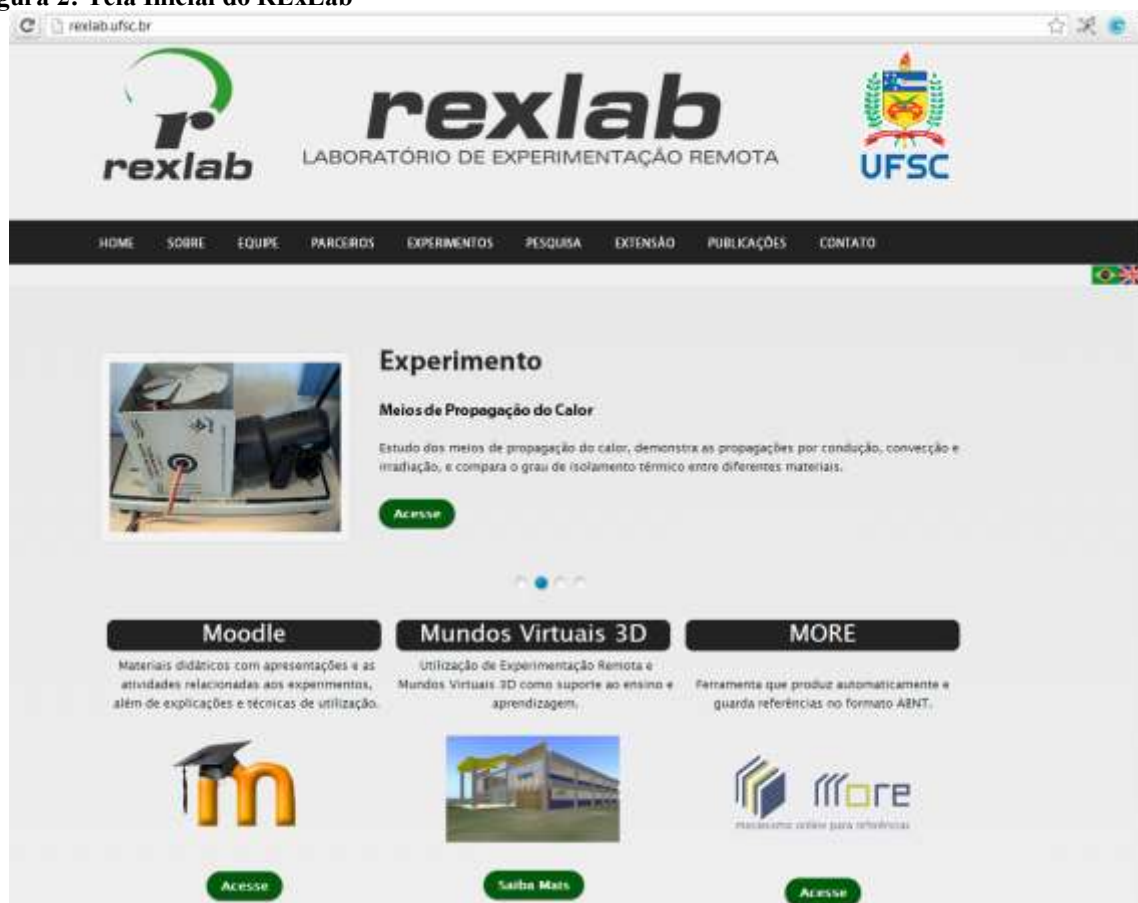 gura 2: Tela Inicial do RExLab
rexlab.ufsc.br
rexlab
rexlab
LABORATÓRIO DE EXPERIMENTAÇÃO REMOTA
UFSC
HOME SOBRE EQUIPE PARCEIROS EXPERIMENTOS PESQUISA EXTENSÃO PUBLICAÇÕES CONTATO
Experimento
Meios de Propagação do Calor
Estudo dos meios de propagação do calor, demonstra as propagações por condução, convecção e
irradiação, e compara o grau de isolamento térmico entre diferentes materiais.
Acesse
Moodle
Materiais didáticos com apresentações e as
atividades relacionadas aos experimentos,
além de explicações e técnicas de utilização.
Acesse
Mundos Virtuais 3D
Utilização de Experimentação Remota e
Mundos Virtuais 3D como suporte ao ensino e
aprendizagem.
Saiba Mais
MORE
Ferramenta que produz automaticamente e
guarda referências no formato ABNT.
more
mecanismo online para referências
Acesse